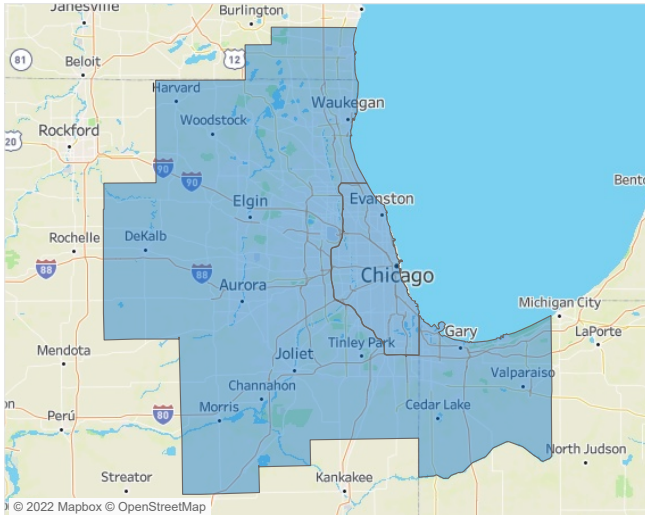 Janesville
Burlington
81
Beloit
12
Harvard
Waukegan
Woodstock
20
Rockford
90
90
Bent
Elgin
Evanston
Rochelle
DeKalb
88
88
Chicago
Aurora
Michigan City
Gary
LaPorte
Mendota
Joliet
Tinley Park
Valparaiso
Channahon
Perú
80
Morris
Cedar Lake
on
North Judson
Streator
Kankakee
© 2022 Mapbox © OpenStreetMap